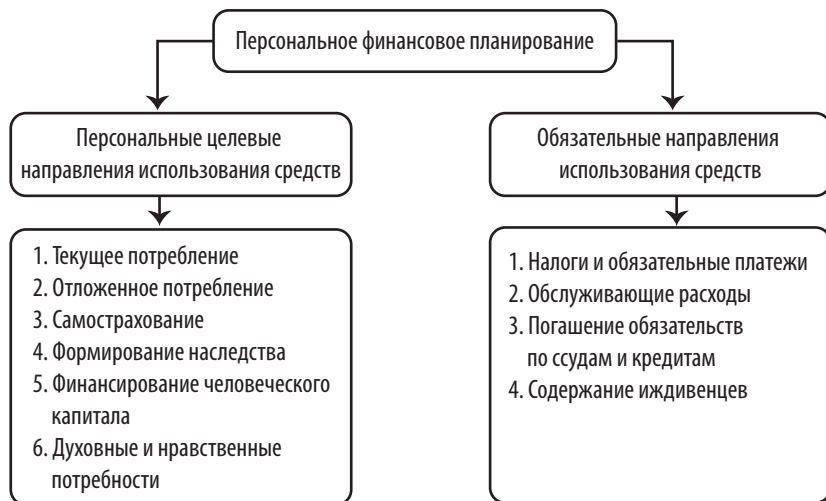 Персональное финансовое планирование
Персональные целевые
направления использования средств
Обязательные направления
использования средств
1. Текущее потребление
2. Отложенное потребление
3. Самострахование
4. Формирование наследства
5. Финансирование человеческого
капитала
6. Духовные и нравственные
потребности
1. Налоги и обязательные платежи
2. Обслуживающие расходы
3. Погашение обязательств
по ссудам и кредитам
4. Содержание иждивенцев